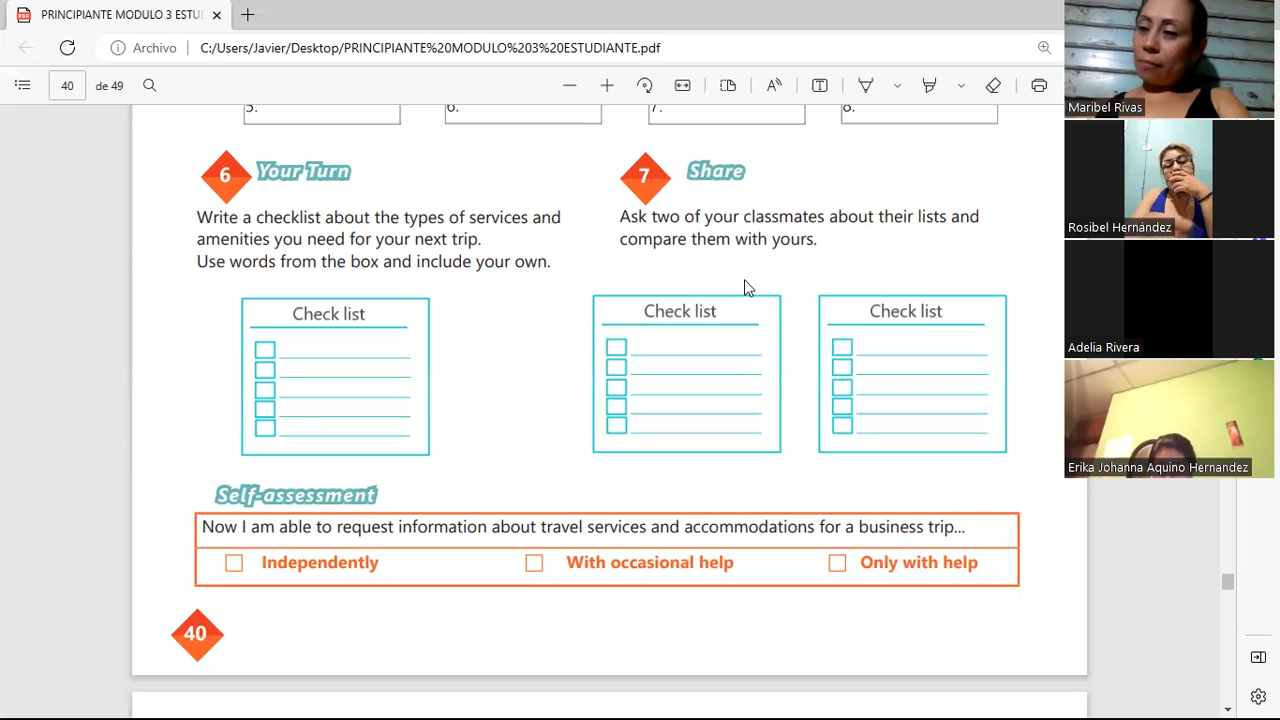 PRINCIPIANTE MODULO 3 ESTU
Archivo
C:/Users/Javier/Desktop/PRINCIPIANTE%20MODULO%203%20ESTUDIANTE.pdf
40
de 49
5.
6.
7.
8.
6
Your Turn
Write a checklist about the types of services and
amenities you need for your next trip.
Use words from the box and include your own.
Check list
7
Share
Ask two of your classmates about their lists and
compare them with yours.
Check list
Check list
Self-assessment
Now I am able to request information about travel services and accommodations for a business trip...
Independently
With occasional help
Only with help
40
Maribel Rivas
Rosibel Hernández
Adelia Rivera
Erika Johanna Aquino Hernandez